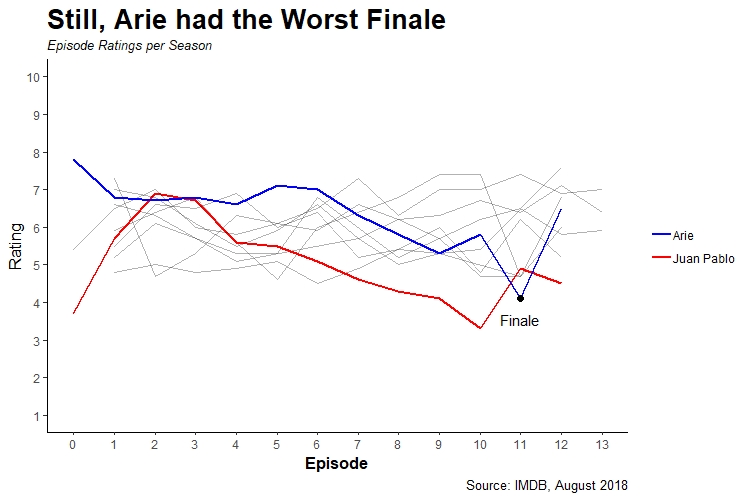 Still, Arie had the Worst Finale
Episode Ratings per Season
10
9
8
7
6
5
4
3
2
1
Rating
Finale
Arie
Juan Pablo
0 1 2 3 4 5 6 7 8 9 10 11 12 13
Episode
Source: IMDB, August 2018